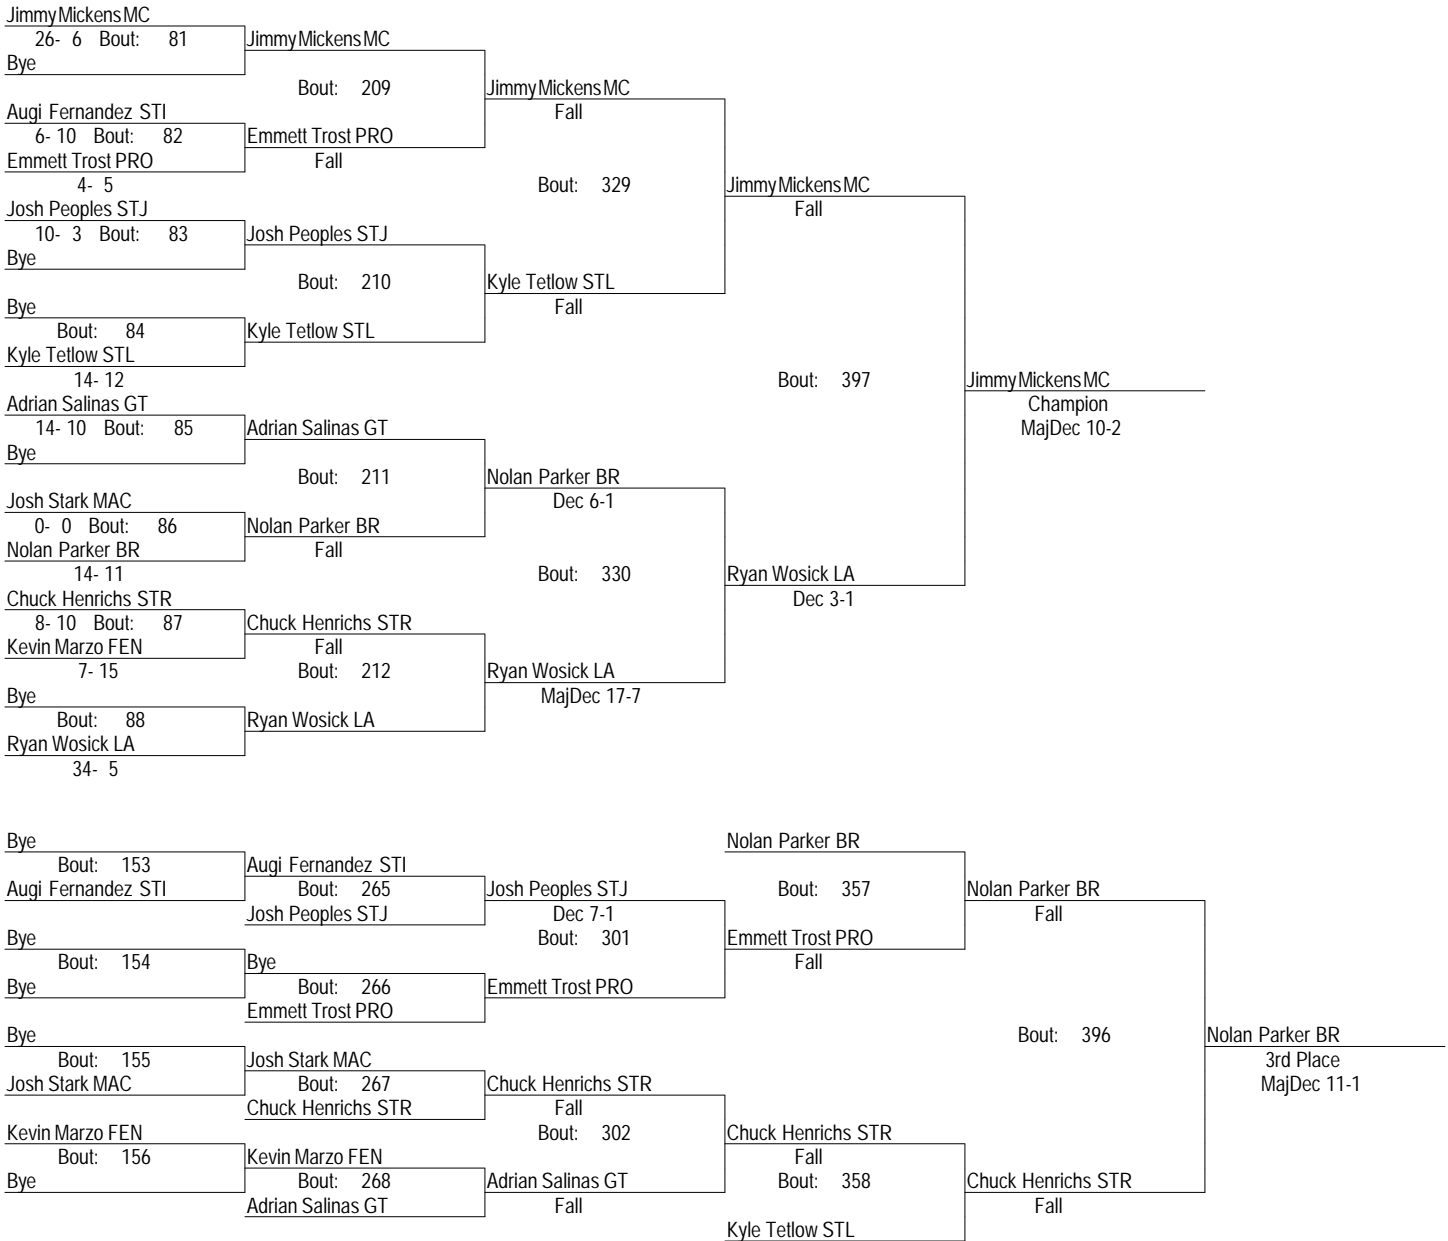 Jimmy Mickens MC
26- 6 Bout: 81 Jimmy Mickens MC
Bye
Bout: 209 Jimmy Mickens MC
Augi Fernandez STI Fall
6- 10 Bout: 82 Emmett Trost PRO
Emmett Trost PRO Fall
4- 5 Bout: 329 Jimmy Mickens MC
Josh Peoples STJ Fall
10- 3 Bout: 83 Josh Peoples STJ
Bye
Bout: 210 Kyle Tetlow STL
Bye Fall
Bout: 84 Kyle Tetlow STL
Kyle Tetlow STL
14- 12 Bout: 397 Jimmy Mickens MC
Adrian Salinas GT Champion
14- 10 Bout: 85 Adrian Salinas GT MajDec 10-2
Bye
Bout: 211 Nolan Parker BR
Josh Stark MAC Dec 6-1
0- 0 Bout: 86 Nolan Parker BR
Nolan Parker BR Fall
14- 11 Bout: 330 Ryan Wosick LA
Chuck Henrichs STR Dec 3-1
8- 10 Bout: 87 Chuck Henrichs STR
Kevin Marzo FEN Fall
7- 15 Bout: 212 Ryan Wosick LA
Bye MajDec 17-7
Bout: 88 Ryan Wosick LA
Ryan Wosick LA
34- 5
Bye Nolan Parker BR
Bout: 153 Augi Fernandez STI
Augi Fernandez STI Bout: 265 Josh Peoples STJ Bout: 357 Nolan Parker BR
Josh Peoples STJ Dec 7-1 Fall
Bye Bout: 301 Emmett Trost PRO
Bout: 154 Bye Fall
Bye Bout: 266 Emmett Trost PRO
Emmett Trost PRO
Bye Bout: 396 Nolan Parker BR
Bout: 155 Josh Stark MAC 3rd Place
Josh Stark MAC Bout: 267 Chuck Henrichs STR MajDec 11-1
Chuck Henrichs STR Fall
Kevin Marzo FEN Bout: 302 Chuck Henrichs STR
Bout: 156 Kevin Marzo FEN Fall
Bye Bout: 268 Adrian Salinas GT Bout: 358 Chuck Henrichs STR
Adrian Salinas GT Fall Fall
Kyle Tetlow STL